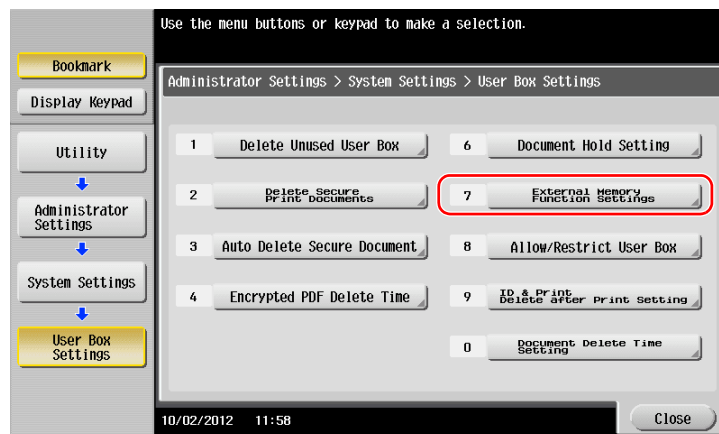 Use the menu buttons or keypad to make a selection.
Bookmark
Display Keypad
Utility
Administrator
Settings
System Settings
User Box
Settings
Administrator Settings > System Settings > User Box Settings
1 Delete Unused User Box
2 Delete Secure
Print Documents
3 Auto Delete Secure Document
4 Encrypted PDF Delete Time
6 Document Hold Setting
7 External Memory
Function Settings
8 Allow/Restrict User Box
9 ID & Print
Delete after Print Setting
0 Document Delete Time
Setting
10/02/2012 11:58
Close